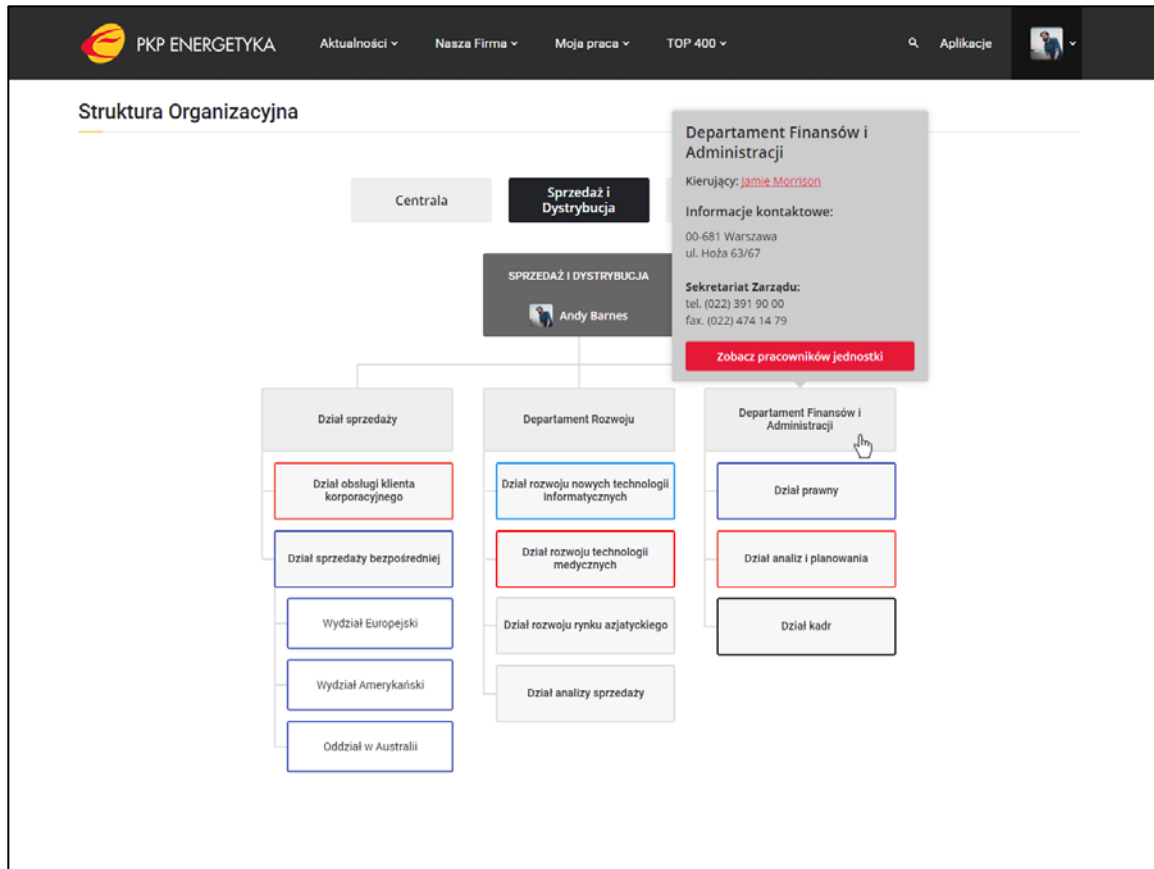 PKP ENERGETYKA
Aktualności
Nasza Firma
Moja praca
TOP 400
Aplikacje
Struktura Organizacyjna
Centrala
Sprzedaż i
Dystrybucja
Departament Finansów i
Administracji
Kierujący: Jamie Morrison
Informacje kontaktowe:
00-681 Warszawa
ul. Hoża 63/67
Sekretariat Zarządu:
tel. (022) 391 90 00
fax. (022) 474 14 79
Zobacz pracowników jednostki
SPRZEDAŻ I DYSTRYBUCJA
Andy Barnes
Dział sprzedaży
Departament Rozwoju
Departament Finansów i
Administracji
Dział obsługi klienta
korporacyjnego
Dział rozwoju nowych technologii
informatycznych
Dział prawny
Dział sprzedaży bezpośredniej
Dział rozwoju technologii
medycznych
Dział analiz i planowania
Wydział Europejski
Dział rozwoju rynku azjatyckiego
Dział kadr
Wydział Amerykański
Dział analizy sprzedaży
Oddział w Australii